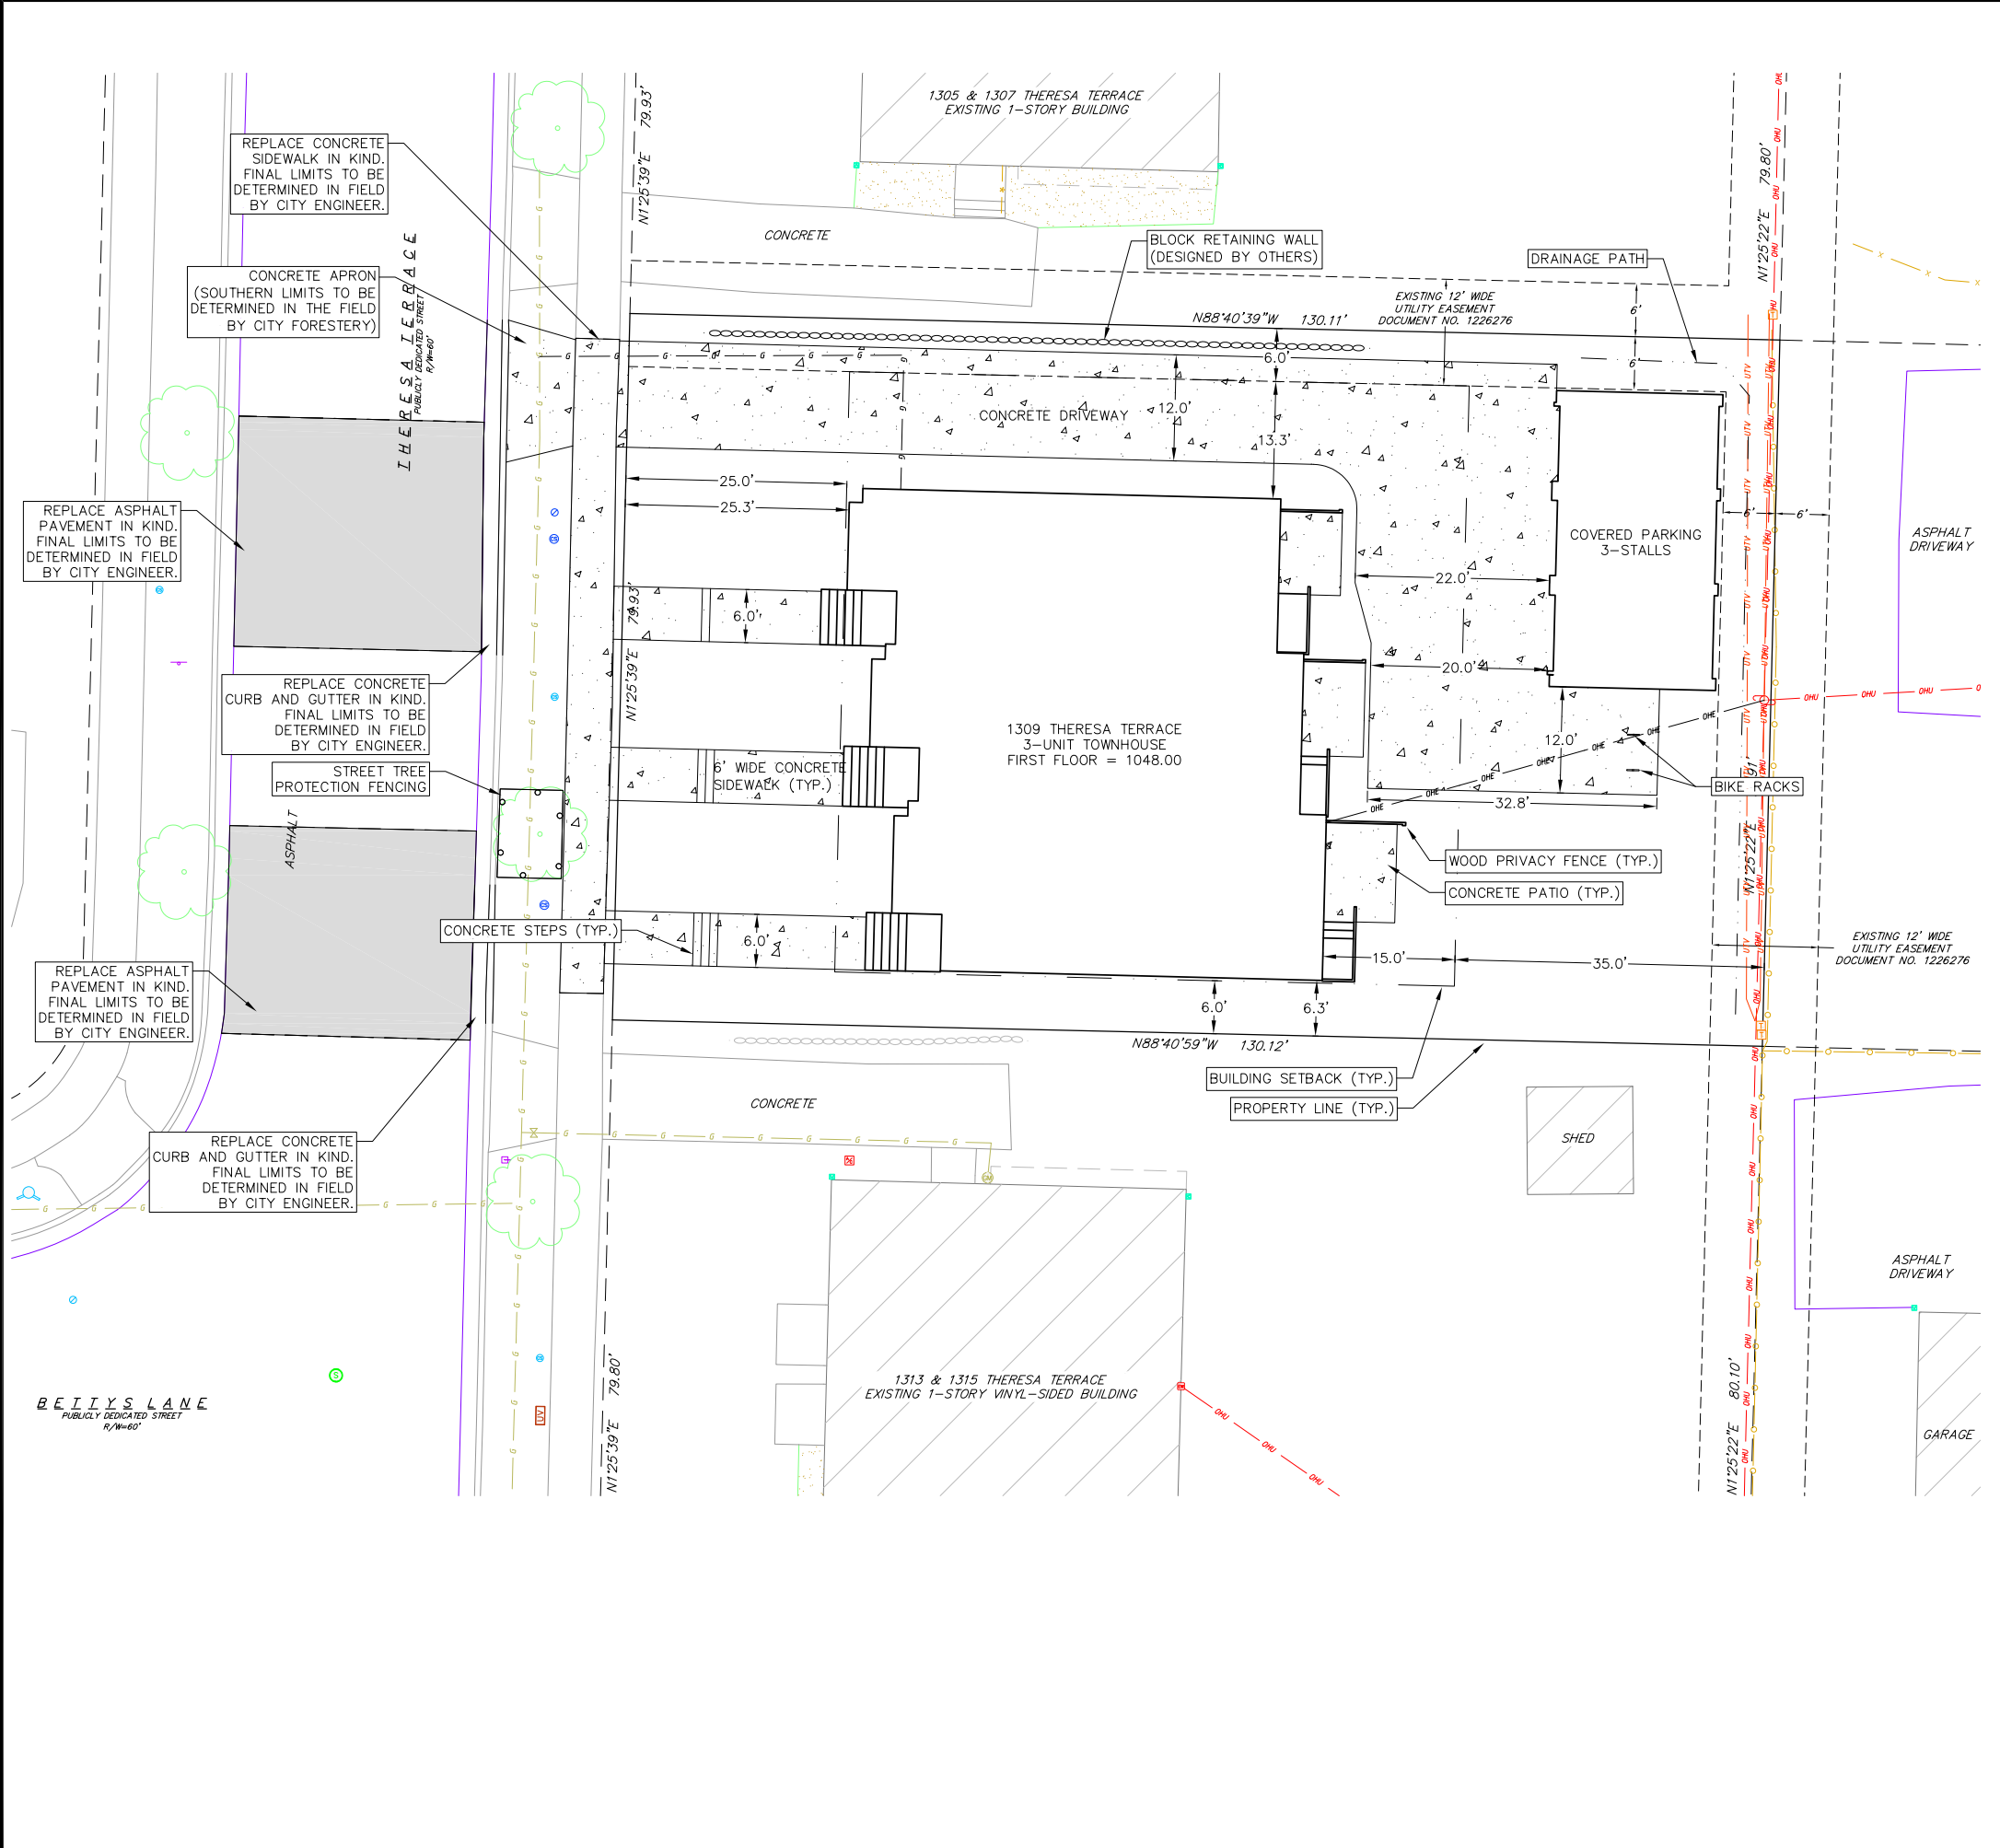 1305 & 1307 THERESA TERRACE
EXISTING 1-STORY BUILDING
N1°25'39"E 79.93'
N1°25'22"E 79.80'
REPLACE CONCRETE
SIDEWALK IN KIND.
FINAL LIMITS TO BE
DETERMINED IN FIELD
BY CITY ENGINEER.
CONCRETE
BLOCK RETAINING WALL
(DESIGNED BY OTHERS)
DRAINAGE PATH
CONCRETE APRON
(SOUTHERN LIMITS TO BE
DETERMINED IN THE FIELD
BY CITY FORESTERY)
THERESA TERRACE
PUBLICLY DEDICATED STREET
R/W=60'
EXISTING 12' WIDE
UTILITY EASEMENT
DOCUMENT NO. 1226276
N88°40'39"W 130.11'
6'
6'
6.0'
12.0'
13.3'
CONCRETE DRIVEWAY
25.0'
25.3'
REPLACE ASPHALT
PAVEMENT IN KIND.
FINAL LIMITS TO BE
DETERMINED IN FIELD
BY CITY ENGINEER.
COVERED PARKING
3-STALLS
6'
6'
ASPHALT
DRIVEWAY
22.0'
6.0'
N1°25'39"E 79.93'
20.0'
REPLACE CONCRETE
CURB AND GUTTER IN KIND.
FINAL LIMITS TO BE
DETERMINED IN FIELD
BY CITY ENGINEER.
1309 THERESA TERRACE
3-UNIT TOWNHOUSE
FIRST FLOOR = 1048.00
12.0'
STREET TREE
PROTECTION FENCING
6' WIDE CONCRETE
SIDEWALK (TYP.)
BIKE RACKS
32.8'
ASPHALT
N1°25'22"E
WOOD PRIVACY FENCE (TYP.)
CONCRETE PATIO (TYP.)
CONCRETE STEPS (TYP.)
6.0'
15.0'
35.0'
EXISTING 12' WIDE
UTILITY EASEMENT
DOCUMENT NO. 1226276
REPLACE ASPHALT
PAVEMENT IN KIND.
FINAL LIMITS TO BE
DETERMINED IN FIELD
BY CITY ENGINEER.
6.0'
6.3'
N88°40'59"W 130.12'
BUILDING SETBACK (TYP.)
PROPERTY LINE (TYP.)
CONCRETE
REPLACE CONCRETE
CURB AND GUTTER IN KIND.
FINAL LIMITS TO BE
DETERMINED IN FIELD
BY CITY ENGINEER.
SHED
ASPHALT
DRIVEWAY
1313 & 1315 THERESA TERRACE
EXISTING 1-STORY VINYL-SIDED BUILDING
BETTYS LANE
PUBLICLY DEDICATED STREET
R/W=60'
UV
N1°25'39"E 79.80'
N1°25'22"E 80.10'
GARAGE